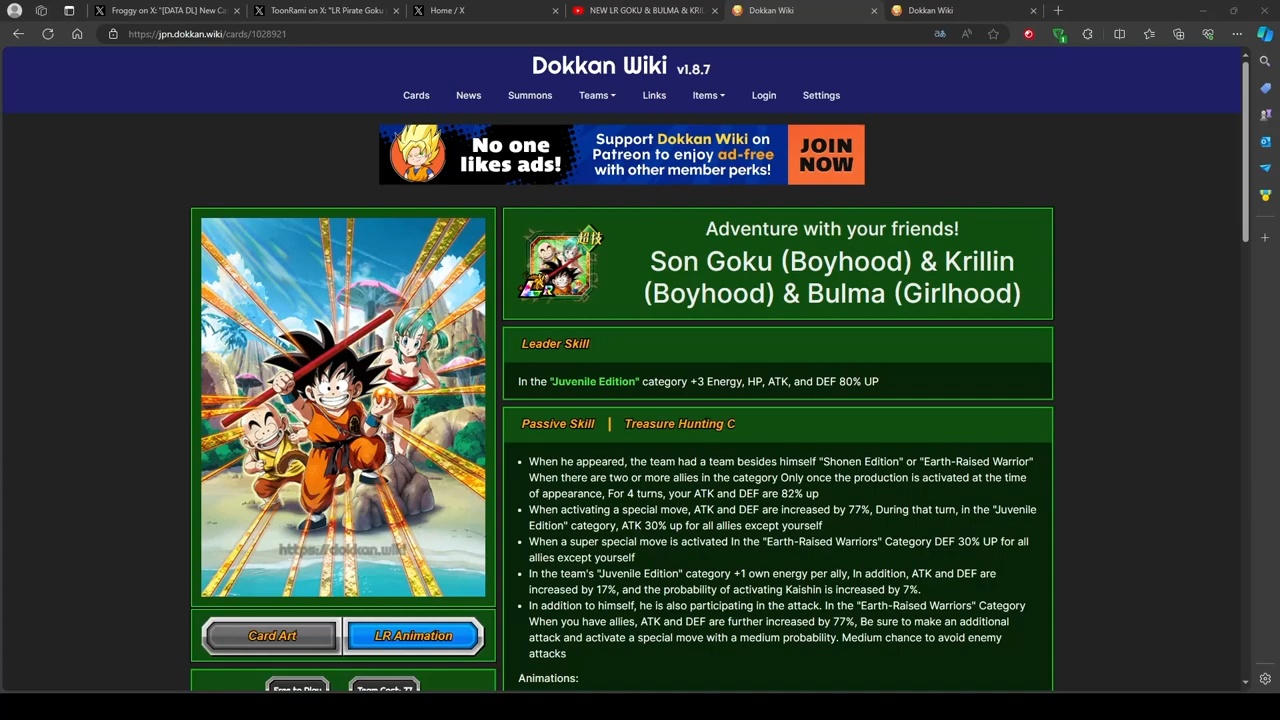 Froggy on X: "[DATA DL] New Ca
ToonRami on X: "LR Pirate Goku
Home / X
NEW LR GOKU & BULMA & KRIL
Dokkan Wiki
Dokkan Wiki
https://jpn.dokkan.wiki/cards/1028921
Dokkan Wiki v1.8.7
Cards
News
Summons
Teams
Links
Items
Login
Settings
No one
likes ads!
Support Dokkan Wiki on
Patreon to enjoy ad-free
with other member perks!
JOIN
NOW
https://dokkan.wiki
Card Art
LR Animation
Free to Play
Team Cost: 77
超技
LR
Adventure with your friends!
Son Goku (Boyhood) & Krillin
(Boyhood) & Bulma (Girlhood)
Leader Skill
In the "Juvenile Edition" category +3 Energy, HP, ATK, and DEF 80% UP
Passive Skill | Treasure Hunting C
When he appeared, the team had a team besides himself "Shonen Edition" or "Earth-Raised Warrior"
When there are two or more allies in the category Only once the production is activated at the time
of appearance, For 4 turns, your ATK and DEF are 82% up
When activating a special move, ATK and DEF are increased by 77%, During that turn, in the "Juvenile
Edition" category, ATK 30% up for all allies except yourself
When a super special move is activated In the "Earth-Raised Warriors" Category DEF 30% UP for all
allies except yourself
In the team's "Juvenile Edition" category +1 own energy per ally, In addition, ATK and DEF are
increased by 17%, and the probability of activating Kaishin is increased by 7%.
In addition to himself, he is also participating in the attack. In the "Earth-Raised Warriors" Category
When you have allies, ATK and DEF are further increased by 77%, Be sure to make an additional
attack and activate a special move with a medium probability. Medium chance to avoid enemy
attacks
Animations: